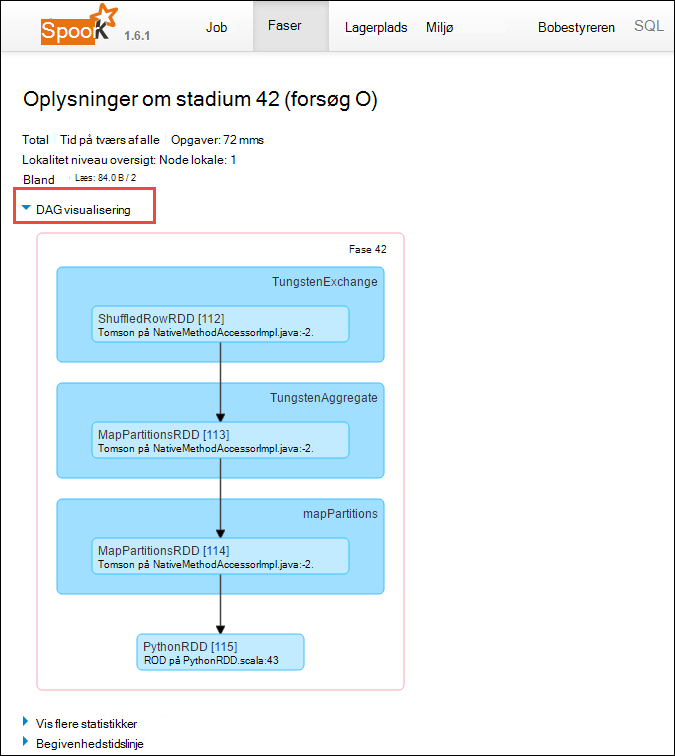 SpooK 1.6.1 Job Faser Lagerplads Miljø Bobestyreren SQL
Oplysninger om stadium 42 (forsøg O)
Total Tid på tværs af alle Opgaver: 72 mms
Lokalitet niveau oversigt: Node lokale: 1
Bland Læs: 84.0 B / 2
DAG visualisering
Fase 42
TungstenExchange
ShuffledRowRDD [112]
Tomson på NativeMethodAccessorImpl.java:-2.
TungstenAggregate
MapPartitionsRDD [113]
Tomson på NativeMethodAccessorImpl.java:-2.
mapPartitions
MapPartitionsRDD [114]
Tomson på NativeMethodAccessorImpl.java:-2.
PythonRDD [115]
ROD på PythonRDD.scala:43
Vis flere statistikker
Begivenhedstidslinje